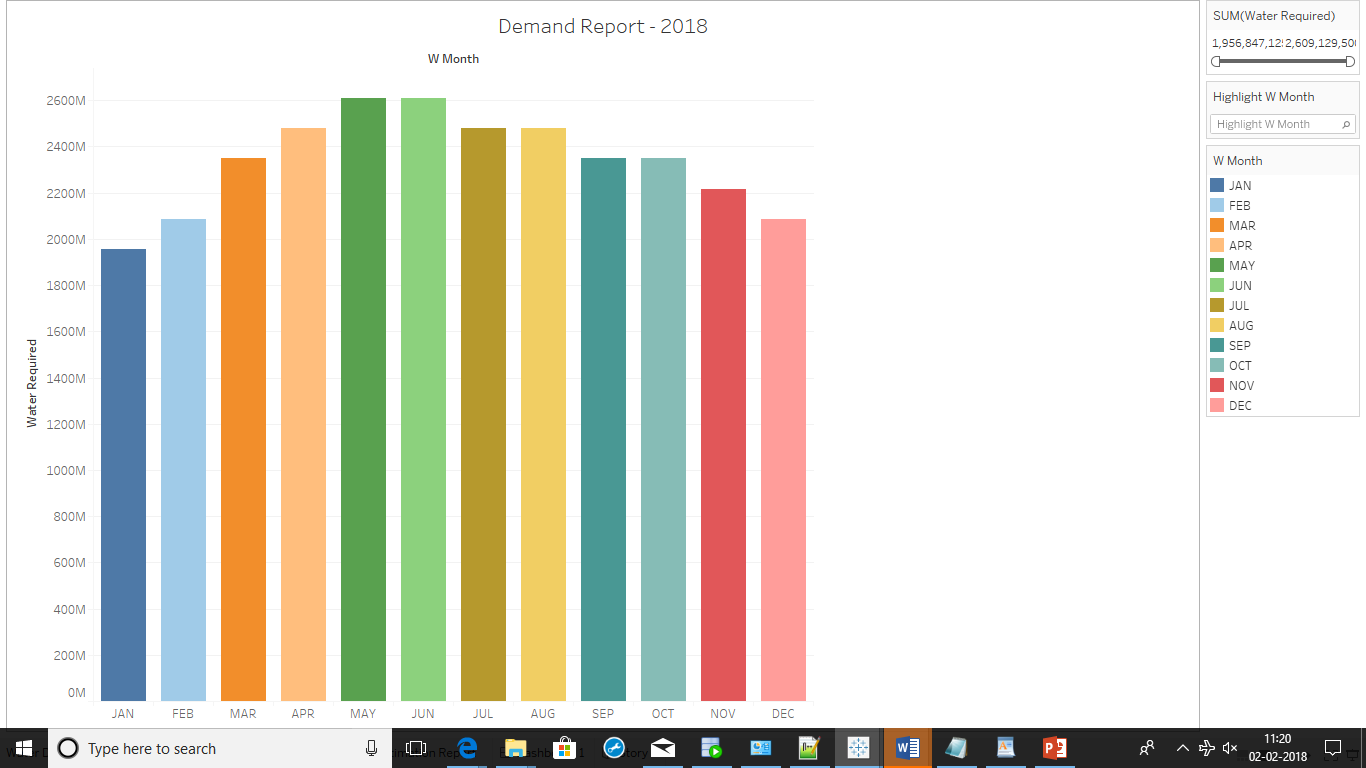 Demand Report - 2018
W Month
2600M
2400M
2200M
2000M
1800M
1600M
1400M
1200M
1000M
800M
600M
400M
200M
0M
Water Required
JAN FEB MAR APR MAY JUN JUL AUG SEP OCT NOV DEC
SUM(Water Required)
Highlight W Month
Highlight W Month
W Month
JAN
FEB
MAR
APR
MAY
JUN
JUL
AUG
SEP
OCT
NOV
DEC
Type here to search
11:20
02-02-2018